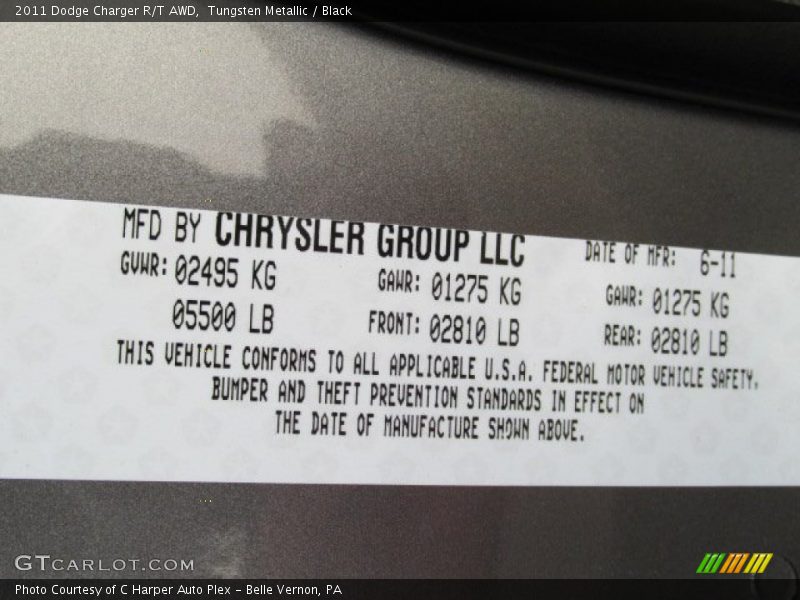 2011 Dodge Charger R/T AWD, Tungsten Metallic / Black
MFD BY CHRYSLER GROUP LLC DATE OF MFR: 6-11
GVWR: 02495 KG GAWR: 01275 KG GAWR: 01275 KG
05500 LB FRONT: 02810 LB REAR: 02810 LB
THIS VEHICLE CONFORMS TO ALL APPLICABLE U.S.A. FEDERAL MOTOR VEHICLE SAFETY,
BUMPER AND THEFT PREVENTION STANDARDS IN EFFECT ON
THE DATE OF MANUFACTURE SHOWN ABOVE.
GTCARLOT.COM
Photo Courtesy of C Harper Auto Plex - Belle Vernon, PA